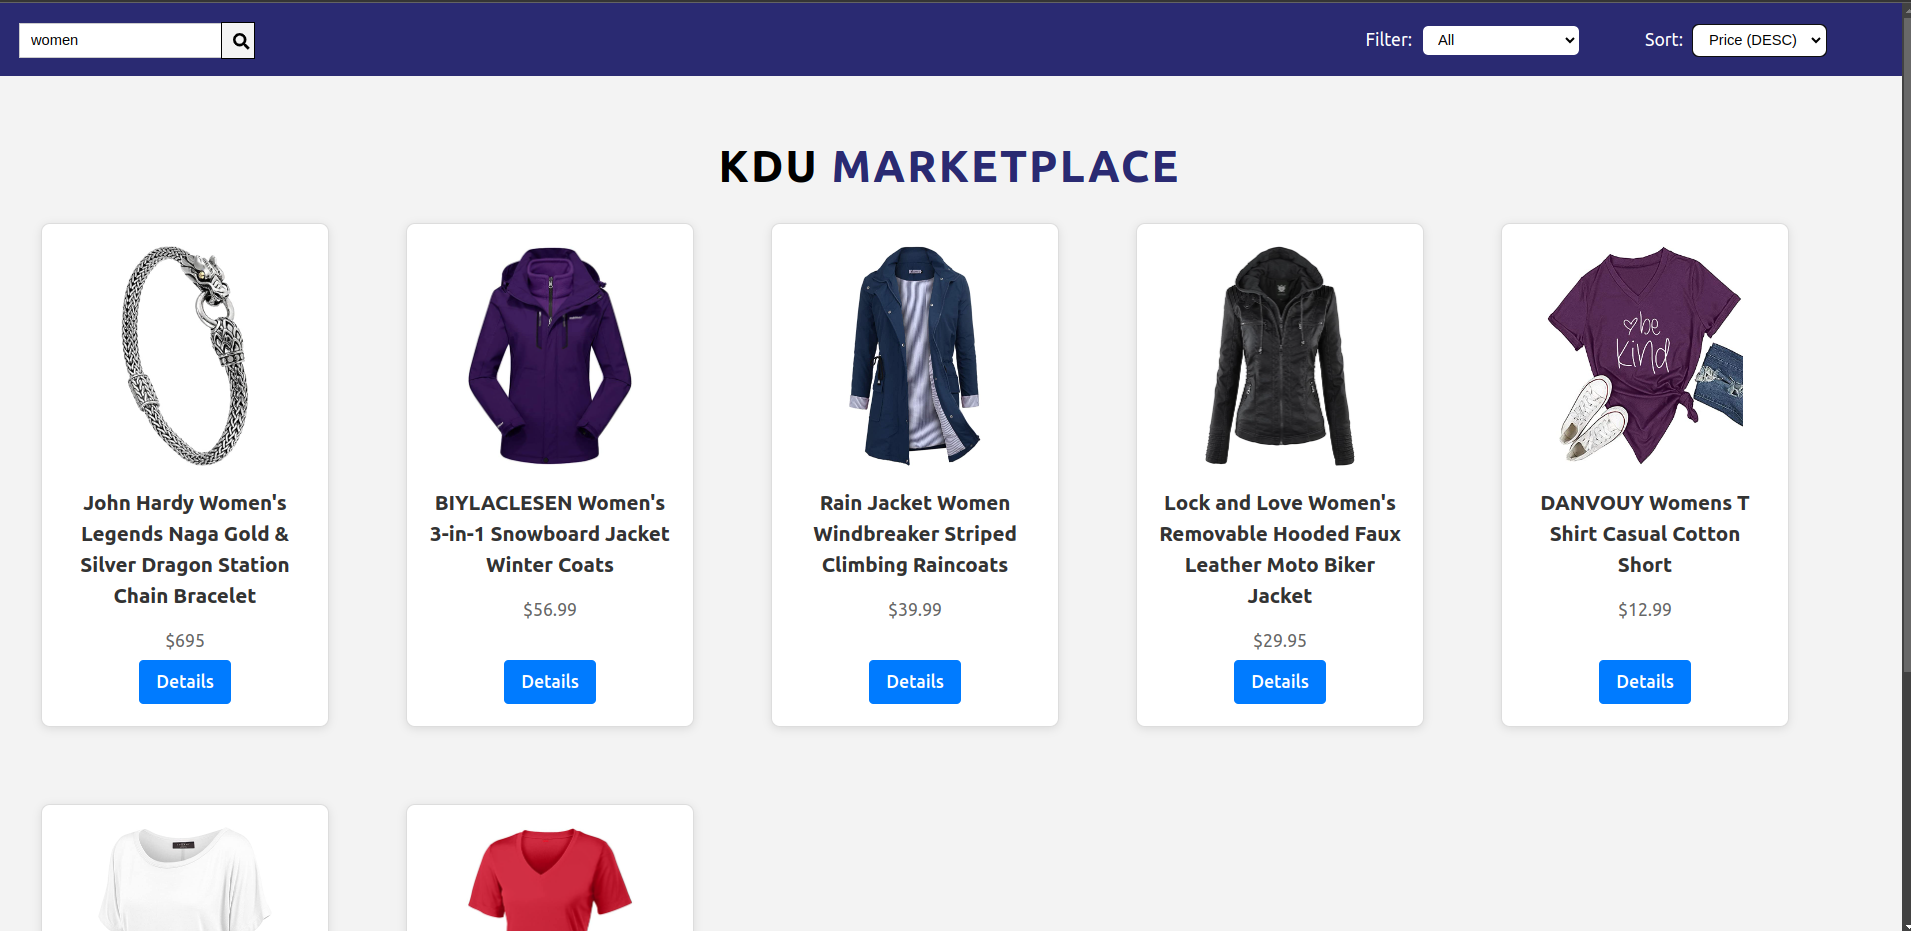 women
Filter: All
Sort: Price (DESC)
KDU MARKETPLACE
be
kind
John Hardy Women's
Legends Naga Gold &
Silver Dragon Station
Chain Bracelet
$695
Details
BIYLACLESEN Women's
3-in-1 Snowboard Jacket
Winter Coats
$56.99
Details
Rain Jacket Women
Windbreaker Striped
Climbing Raincoats
$39.99
Details
Lock and Love Women's
Removable Hooded Faux
Leather Moto Biker
Jacket
$29.95
Details
DANVOUY Womens T
Shirt Casual Cotton
Short
$12.99
Details